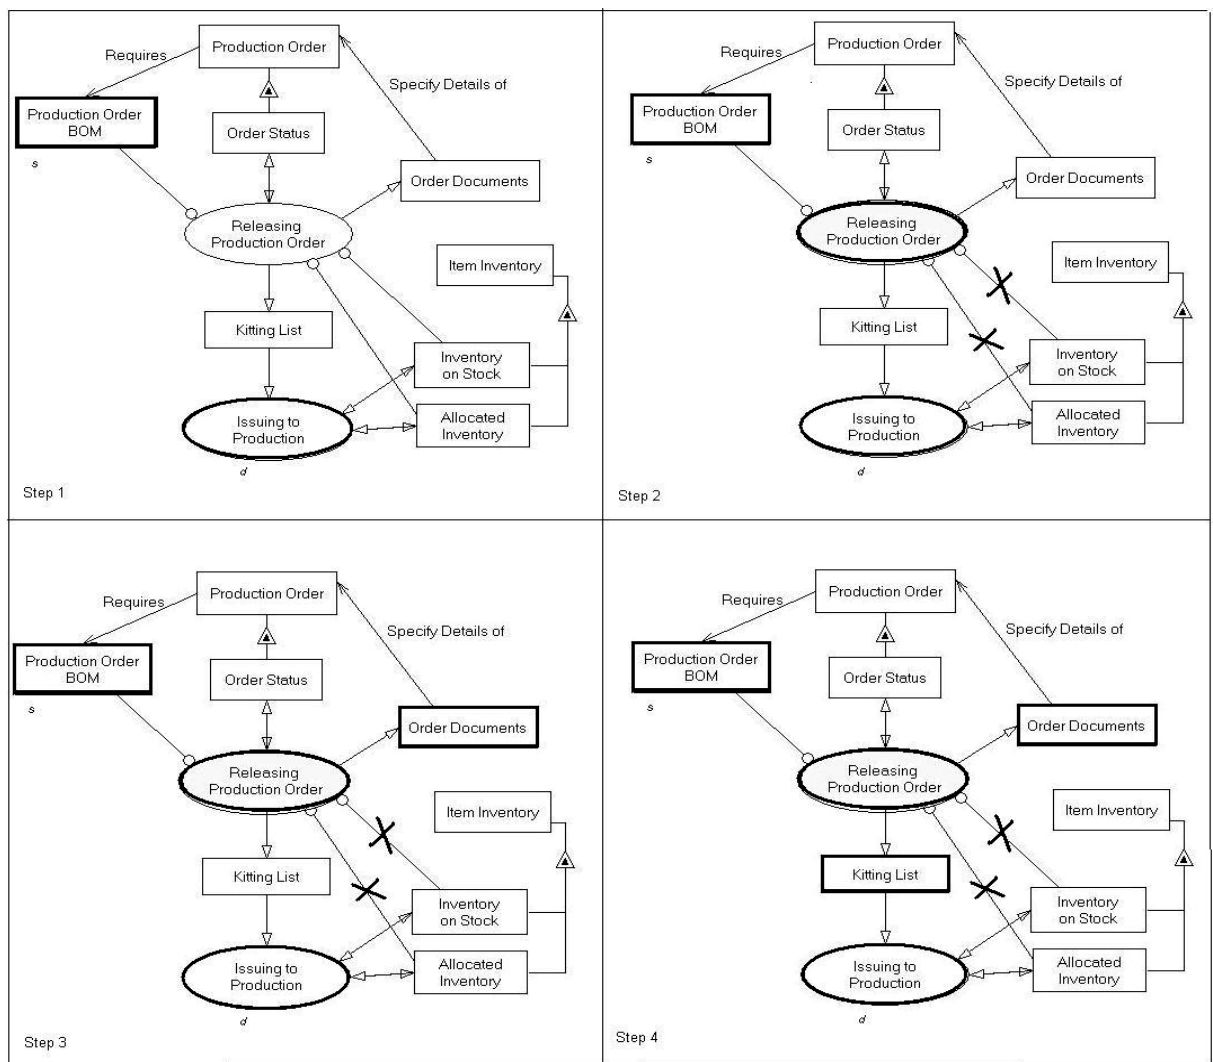 Production Order
Requires
Specify Details of
Production Order
BOM
s
Order Status
Order Documents
Releasing
Production Order
Item Inventory
Kitting List
Inventory
on Stock
Issuing to
Production
Allocated
Inventory
d
Step 1
Production Order
Requires
Specify Details of
Production Order
BOM
s
Order Status
Order Documents
Releasing
Production Order
Item Inventory
Kitting List
Inventory
on Stock
Issuing to
Production
Allocated
Inventory
d
Step 2
Production Order
Requires
Specify Details of
Production Order
BOM
s
Order Status
Order Documents
Releasing
Production Order
Item Inventory
Kitting List
Inventory
on Stock
Issuing to
Production
Allocated
Inventory
d
Step 3
Production Order
Requires
Specify Details of
Production Order
BOM
s
Order Status
Order Documents
Releasing
Production Order
Item Inventory
Kitting List
Inventory
on Stock
Issuing to
Production
Allocated
Inventory
d
Step 4